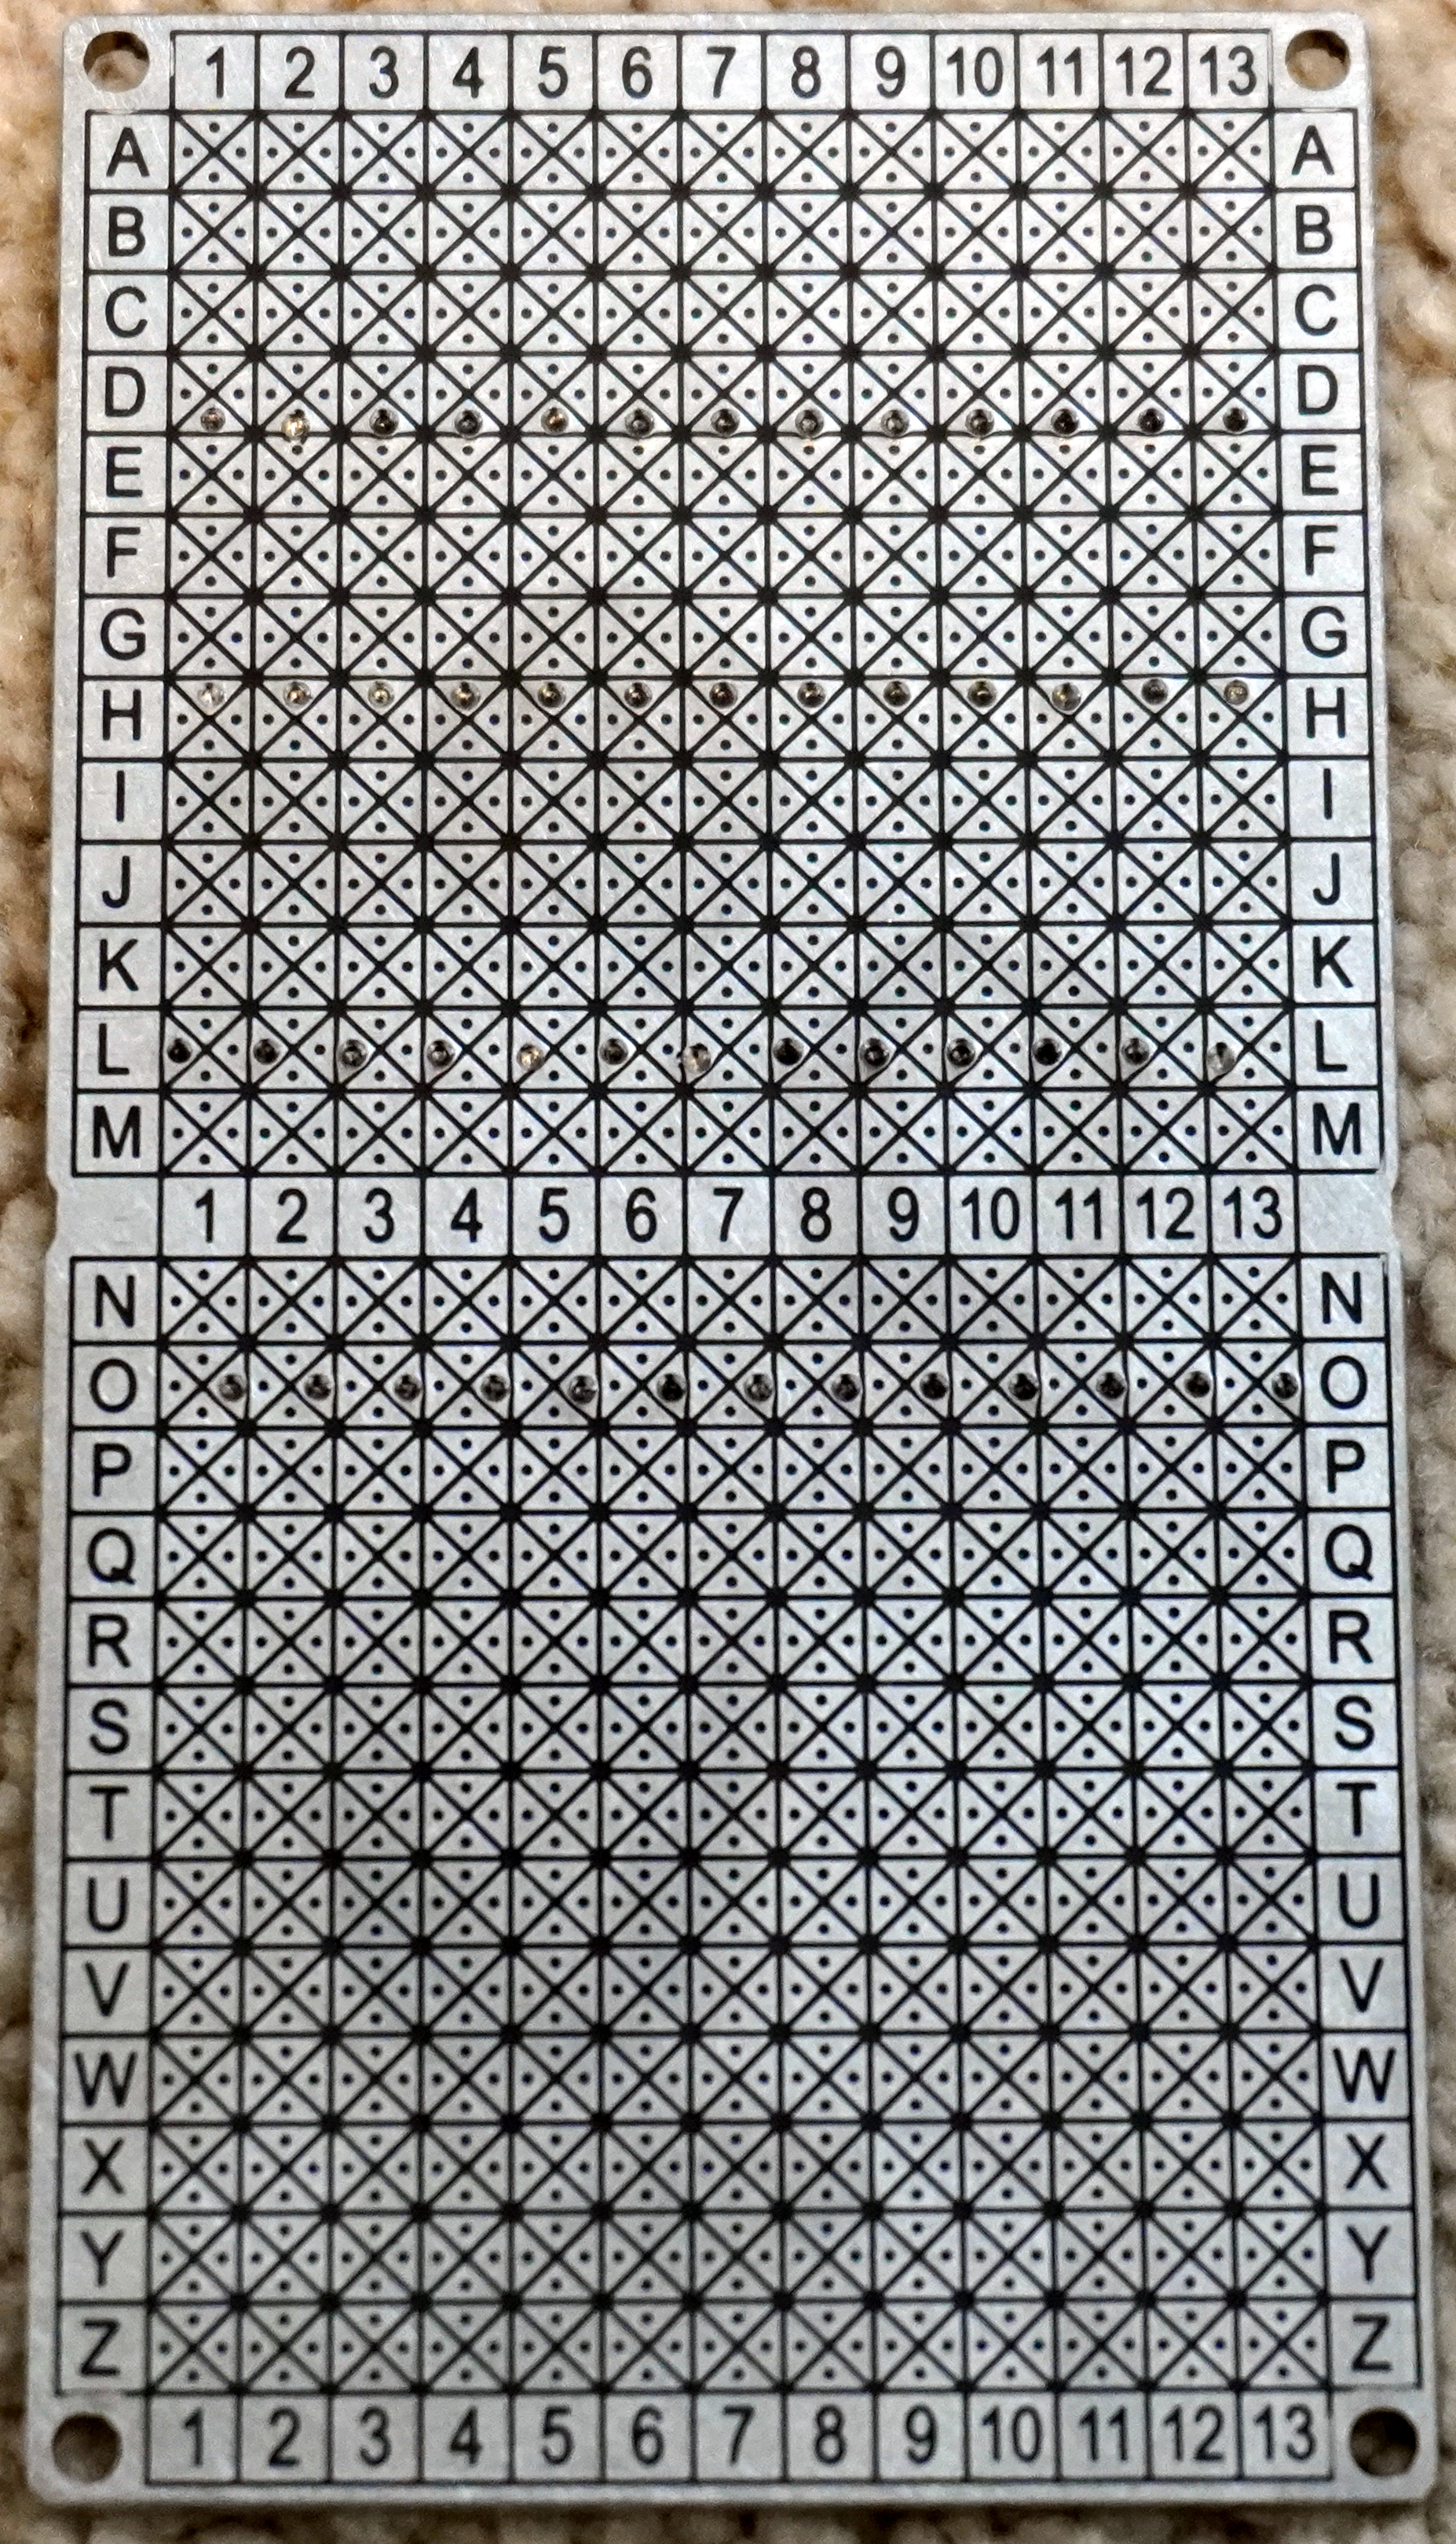 1 2 3 4 5 6 7 8 9 10 11 12 13
A A
B B
C C
D D
E E
F F
G G
H H
I I
J J
K K
L L
M M
1 2 3 4 5 6 7 8 9 10 11 12 13
N N
O O
P P
Q Q
R R
S S
T T
U U
V V
W W
X X
Y Y
Z Z
1 2 3 4 5 6 7 8 9 10 11 12 13